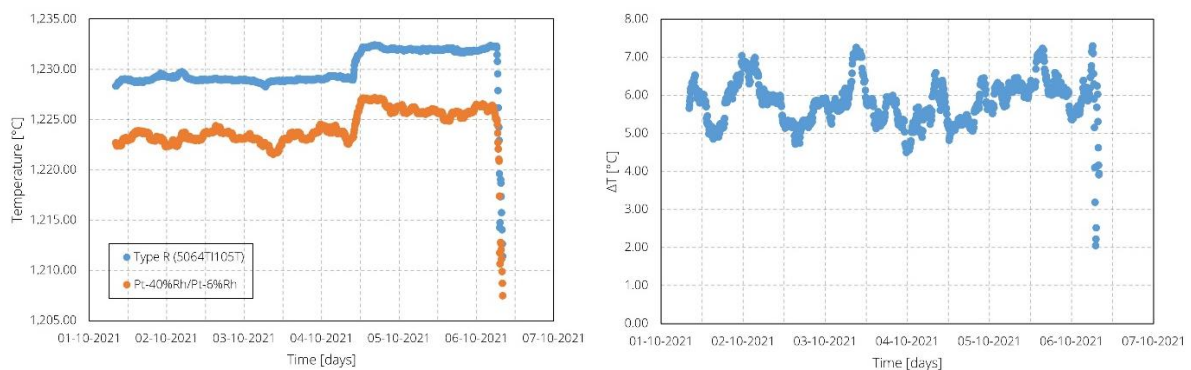 1,235.00
1,230.00
1,225.00
1,220.00
1,215.00
1,210.00
1,205.00
Temperature [°C]
Type R (5064TI105T)
Pt-40%Rh/Pt-6%Rh
01-10-2021 02-10-2021 03-10-2021 04-10-2021 05-10-2021 06-10-2021 07-10-2021
Time [days]
8.00
7.00
6.00
5.00
4.00
3.00
2.00
1.00
0.00
ΔT [°C]
01-10-2021 02-10-2021 03-10-2021 04-10-2021 05-10-2021 06-10-2021 07-10-2021
Time [days]